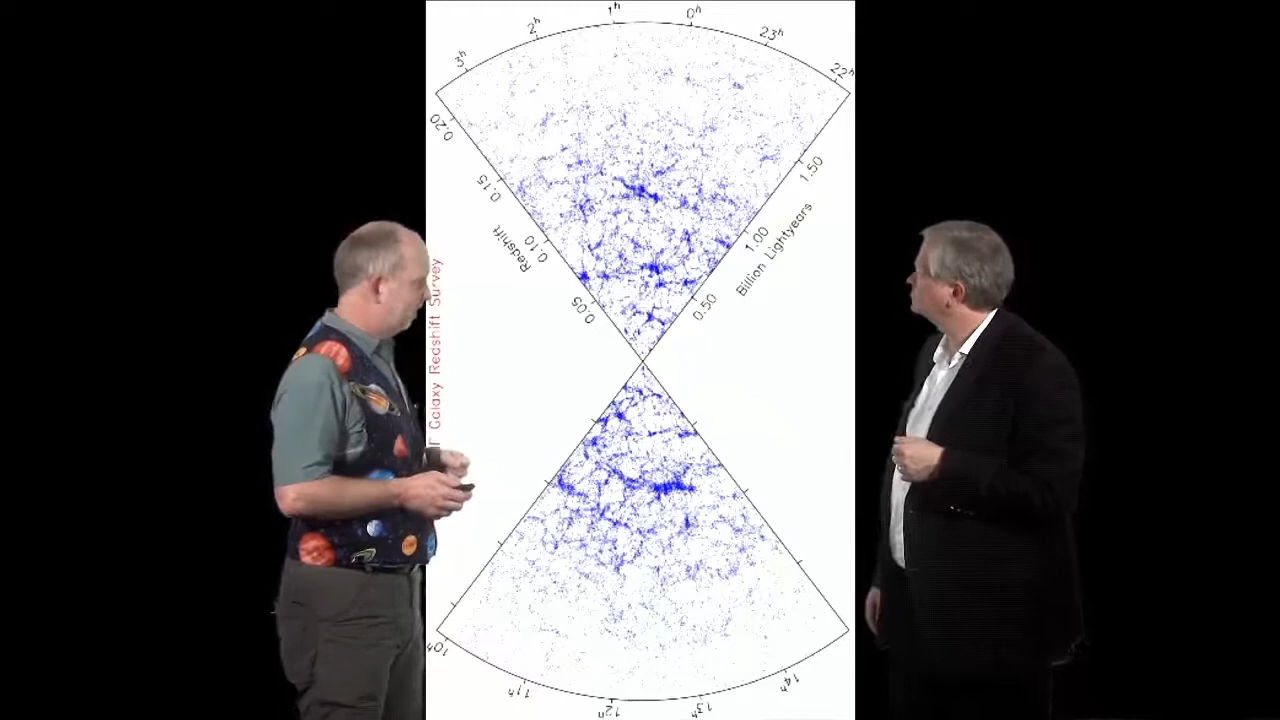 3ʰ
2ʰ
1ʰ
0ʰ
23ʰ
22ʰ
0.20
0.15
0.10
0.05
Redshift
1.50
1.00
0.50
Billion Lightyears
Galaxy Redshift Survey
10ʰ
11ʰ
12ʰ
13ʰ
14ʰ